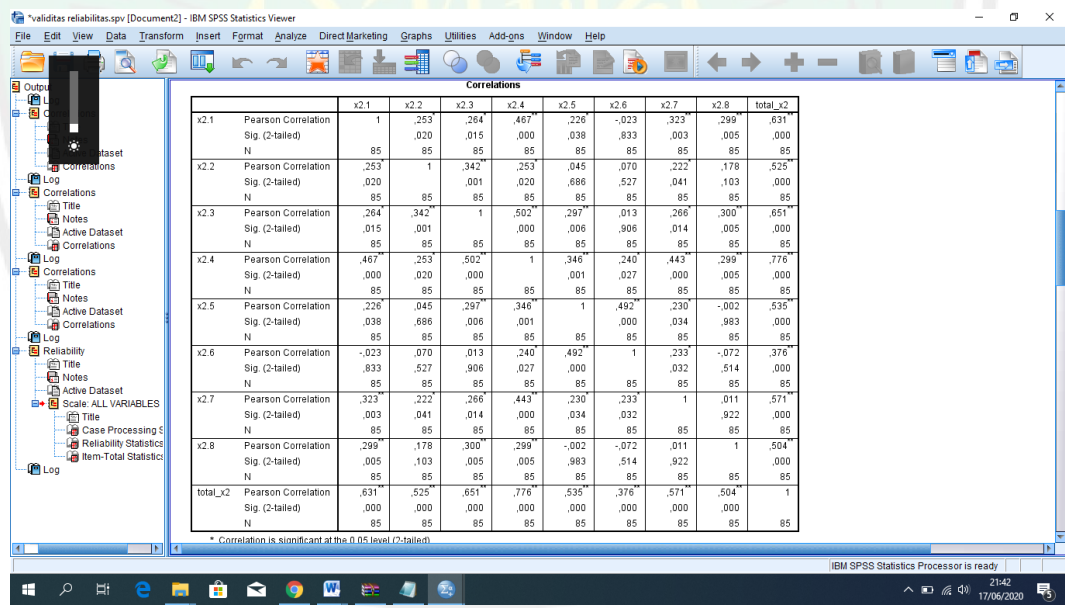 *validitas reliabilitas.spv [Document2] - IBM SPSS Statistics Viewer
File Edit View Data Transform Insert Format Analyze Direct Marketing Graphs Utilities Add-ons Window Help
Outpu
Log
Dataset
Correlations
Log
Correlations
Title
Notes
Active Dataset
Correlations
Log
Correlations
Title
Notes
Active Dataset
Correlations
Log
Reliability
Title
Notes
Active Dataset
Scale: ALL VARIABLES
Title
Case Processing S
Reliability Statistics
Item-Total Statistics
Log
Correlations
x2.1 x2.2 x2.3 x2.4 x2.5 x2.6 x2.7 x2.8 total_x2
x2.1 Pearson Correlation 1 ,253* ,264* ,467** ,226* -,023 ,323** ,299** ,631**
Sig. (2-tailed) ,020 ,015 ,000 ,038 ,833 ,003 ,005 ,000
N 85 85 85 85 85 85 85 85 85
x2.2 Pearson Correlation ,253* 1 ,342** ,253* ,045 ,070 ,222* ,178 ,525**
Sig. (2-tailed) ,020 ,001 ,020 ,686 ,527 ,041 ,103 ,000
N 85 85 85 85 85 85 85 85 85
x2.3 Pearson Correlation ,264* ,342** 1 ,502** ,297** ,013 ,266* ,300** ,651**
Sig. (2-tailed) ,015 ,001 ,000 ,006 ,906 ,014 ,005 ,000
N 85 85 85 85 85 85 85 85 85
x2.4 Pearson Correlation ,467** ,253* ,502** 1 ,346** ,240* ,443** ,299** ,776**
Sig. (2-tailed) ,000 ,020 ,000 ,001 ,027 ,000 ,005 ,000
N 85 85 85 85 85 85 85 85 85
x2.5 Pearson Correlation ,226* ,045 ,297** ,346** 1 ,492** ,230* -,002 ,535**
Sig. (2-tailed) ,038 ,686 ,006 ,001 ,000 ,034 ,983 ,000
N 85 85 85 85 85 85 85 85 85
x2.6 Pearson Correlation -,023 ,070 ,013 ,240* ,492** 1 ,233* -,072 ,376**
Sig. (2-tailed) ,833 ,527 ,906 ,027 ,000 ,032 ,514 ,000
N 85 85 85 85 85 85 85 85 85
x2.7 Pearson Correlation ,323** ,222* ,266* ,443** ,230* ,233* 1 ,011 ,571**
Sig. (2-tailed) ,003 ,041 ,014 ,000 ,034 ,032 ,922 ,000
N 85 85 85 85 85 85 85 85 85
x2.8 Pearson Correlation ,299** ,178 ,300** ,299** -,002 -,072 ,011 1 ,504**
Sig. (2-tailed) ,005 ,103 ,005 ,005 ,983 ,514 ,922 ,000
N 85 85 85 85 85 85 85 85 85
total_x2 Pearson Correlation ,631** ,525** ,651** ,776** ,535** ,376** ,571** ,504** 1
Sig. (2-tailed) ,000 ,000 ,000 ,000 ,000 ,000 ,000 ,000
N 85 85 85 85 85 85 85 85 85
* Correlation is significant at the 0.05 level (2-tailed)
IBM SPSS Statistics Processor is ready
21:42
17/06/2020